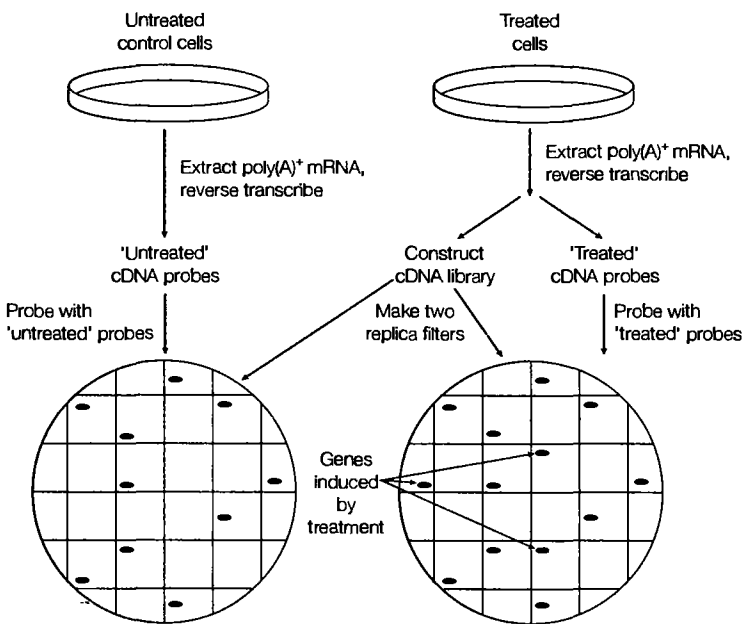 Untreated
control cells
Treated
cells
Extract poly(A)⁺ mRNA,
reverse transcribe
Extract poly(A)⁺ mRNA,
reverse transcribe
'Untreated'
cDNA probes
Construct
cDNA library
'Treated'
cDNA probes
Probe with
'untreated' probes
Make two
replica filters
Probe with
'treated' probes
Genes
induced
by
treatment